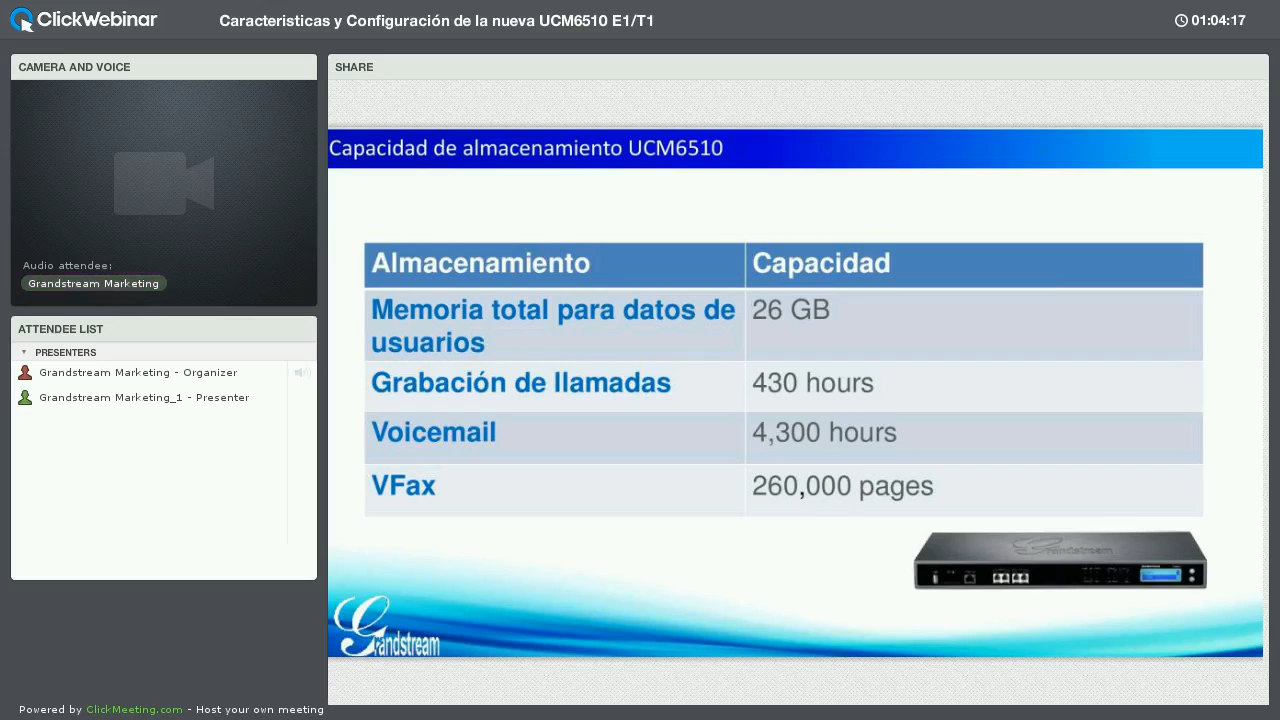 ClickWebinar
Caracteristicas y Configuración de la nueva UCM6510 E1/T1
01:04:17
CAMERA AND VOICE
Audio attendee:
Grandstream Marketing
ATTENDEE LIST
PRESENTERS
Grandstream Marketing - Organizer
Grandstream Marketing_1 - Presenter
SHARE
Capacidad de almacenamiento UCM6510
Almacenamiento Capacidad
Memoria total para datos de 26 GB
usuarios
Grabación de llamadas 430 hours
Voicemail 4,300 hours
VFax 260,000 pages
Grandstream
Grandstream
Powered by ClickMeeting.com - Host your own meeting